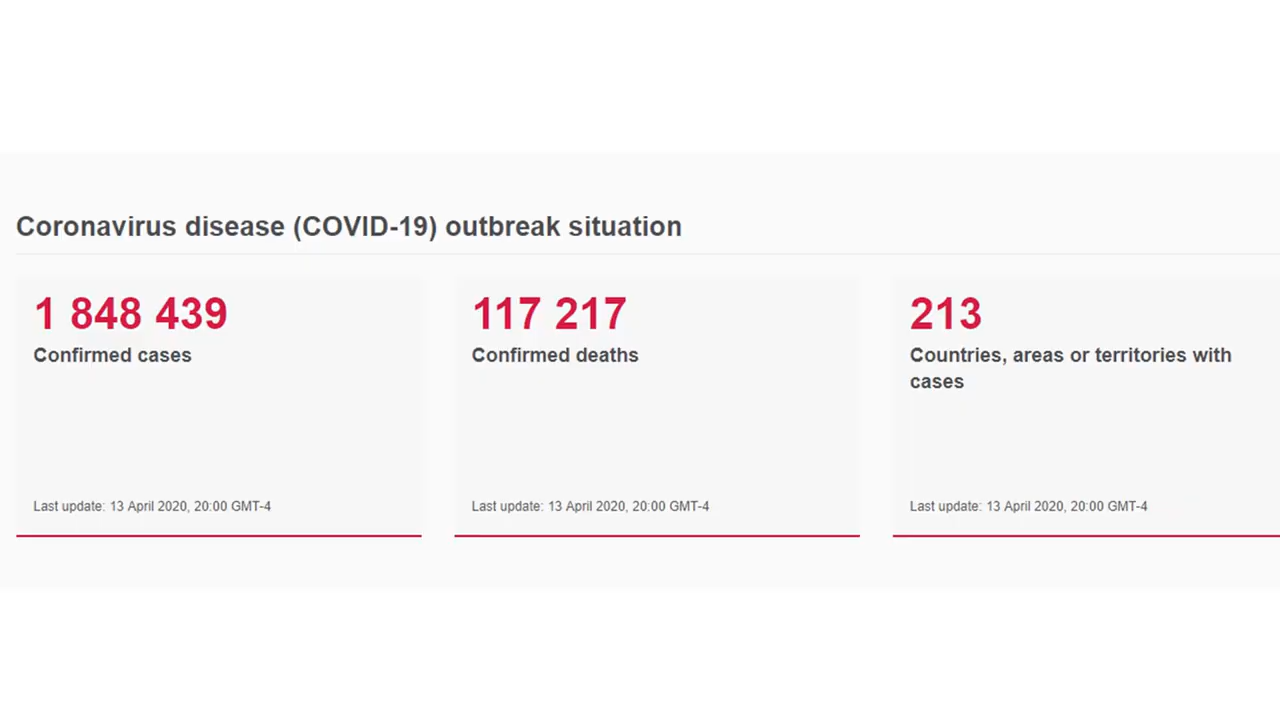 Coronavirus disease (COVID-19) outbreak situation
1 848 439
Confirmed cases
Last update: 13 April 2020, 20:00 GMT-4
117 217
Confirmed deaths
Last update: 13 April 2020, 20:00 GMT-4
213
Countries, areas or territories with
cases
Last update: 13 April 2020, 20:00 GMT-4